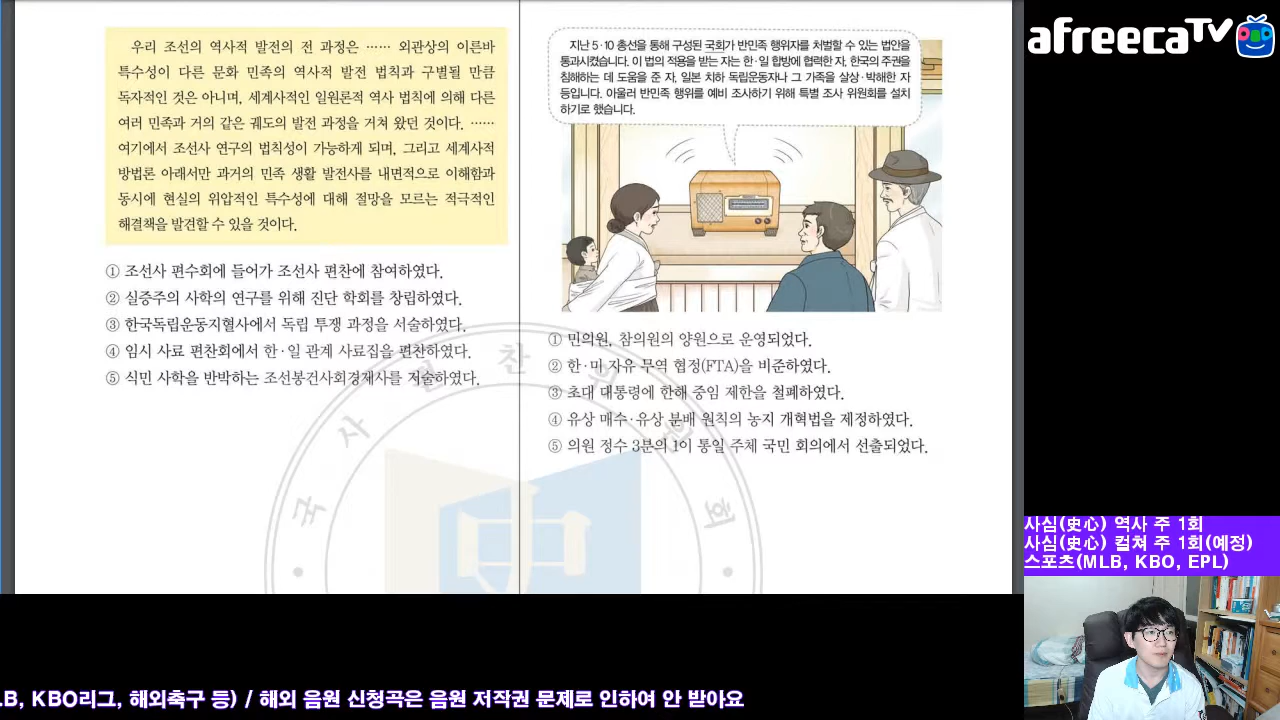 우리 조선의 역사적 발전의 전 과정은 …… 외관상의 이른바
특수성이 다른 문화 민족의 역사적 발전 법칙과 구별될 만큼
독자적인 것은 아니며, 세계사적인 일원론적 역사 법칙에 의해 다른
여러 민족과 거의 같은 궤도의 발전 과정을 거쳐 왔던 것이다. ……
여기에서 조선사 연구의 법칙성이 가능하게 되며, 그리고 세계사적
방법론 아래서만 과거의 민족 생활 발전사를 내면적으로 이해함과
동시에 현실의 위압적인 특수성에 대해 절망을 모르는 적극적인
해결책을 발견할 수 있을 것이다.
① 조선사 편수회에 들어가 조선사 편찬에 참여하였다.
② 실증주의 사학의 연구를 위해 진단 학회를 창립하였다.
③ 한국독립운동지혈사에서 독립 투쟁 과정을 서술하였다.
④ 임시 사료 편찬회에서 한·일 관계 사료집을 편찬하였다.
⑤ 식민 사학을 반박하는 조선봉건사회경제사를 저술하였다.
지난 5·10 총선을 통해 구성된 국회가 반민족 행위자를 처벌할 수 있는 법안을
통과시켰습니다. 이 법의 적용을 받는 자는 한·일 합방에 협력한 자, 한국의 주권을
침해하는 데 도움을 준 자, 일본 치하 독립운동자나 그 가족을 살상·박해한 자
등입니다. 아울러 반민족 행위를 예비 조사하기 위해 특별 조사 위원회를 설치
하기로 했습니다.
① 민의원, 참의원의 양원으로 운영되었다.
② 한·미 자유 무역 협정(FTA)을 비준하였다.
③ 초대 대통령에 한해 중임 제한을 철폐하였다.
④ 유상 매수·유상 분배 원칙의 농지 개혁법을 제정하였다.
⑤ 의원 정수 3분의 1이 통일 주체 국민 회의에서 선출되었다.
국사편찬위원회
afreecaTV
사심(史心) 역사 주 1회
사심(史心) 컬쳐 주 1회(예정)
스포츠(MLB, KBO, EPL)
.B, KBO리그, 해외축구 등) / 해외 음원 신청곡은 음원 저작권 문제로 인하여 안 받아요